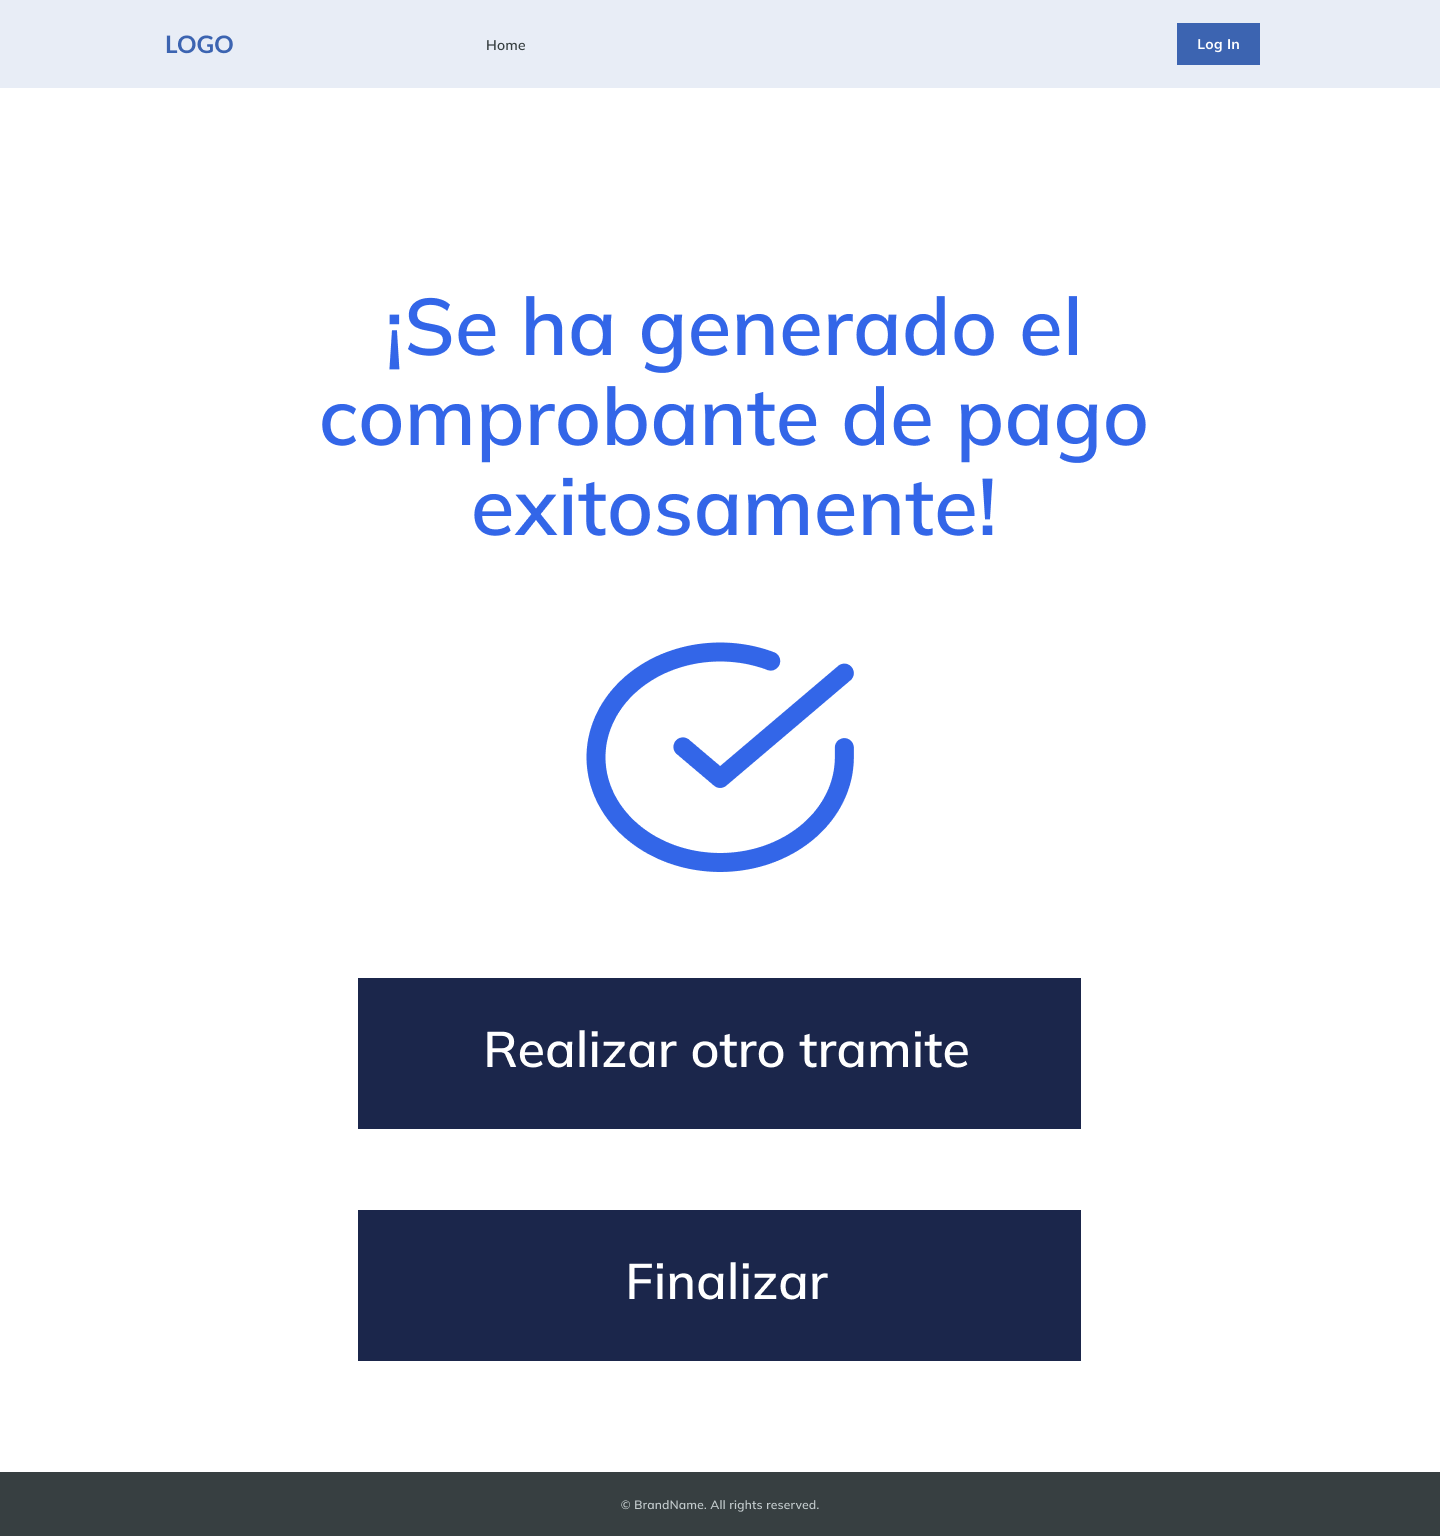 LOGO
Home
Log In
¡Se ha generado el
comprobante de pago
exitosamente!
Realizar otro tramite
Finalizar
© BrandName. All rights reserved.